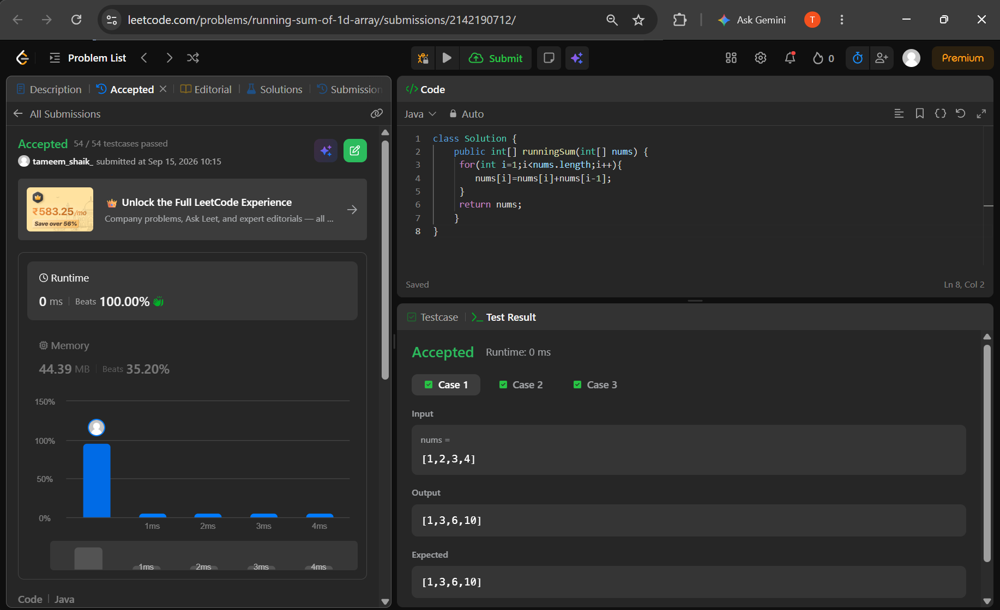 leetcode.com/problems/running-sum-of-1d-array/submissions/2142190712/
Ask Gemini
T
Problem List
Submit
0
Premium
Description
Accepted
Editorial
Solutions
Submission
All Submissions
Accepted
54 / 54 testcases passed
tameem_shaik_ submitted at Sep 15, 2026 10:15
₹583.25/mo
Save over 56%
Unlock the Full LeetCode Experience
Company problems, Ask Leet, and expert editorials — all ...
Runtime
0 ms
Beats 100.00%
Memory
44.39 MB
Beats 35.20%
150%
100%
50%
0%
1ms 2ms 3ms 4ms
1ms 2ms 3ms 4ms
Code
Java
</> Code
Java
Auto
1 class Solution {
2     public int[] runningSum(int[] nums) {
3      for(int i=1;i<nums.length;i++){
4         nums[i]=nums[i]+nums[i-1];
5      }
6      return nums;
7     }
8 }
Saved
Ln 8, Col 2
Testcase
Test Result
Accepted
Runtime: 0 ms
Case 1
Case 2
Case 3
Input
nums =
[1,2,3,4]
Output
[1,3,6,10]
Expected
[1,3,6,10]